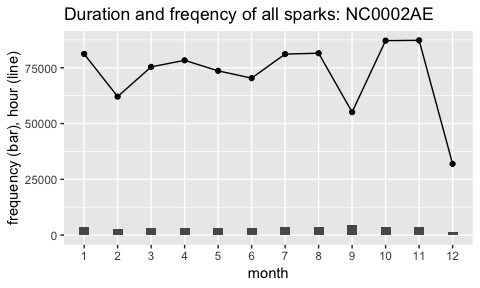 Duration and freqency of all sparks: NC0002AE
frequency (bar), hour (line)
75000
50000
25000
0
1 2 3 4 5 6 7 8 9 10 11 12
month